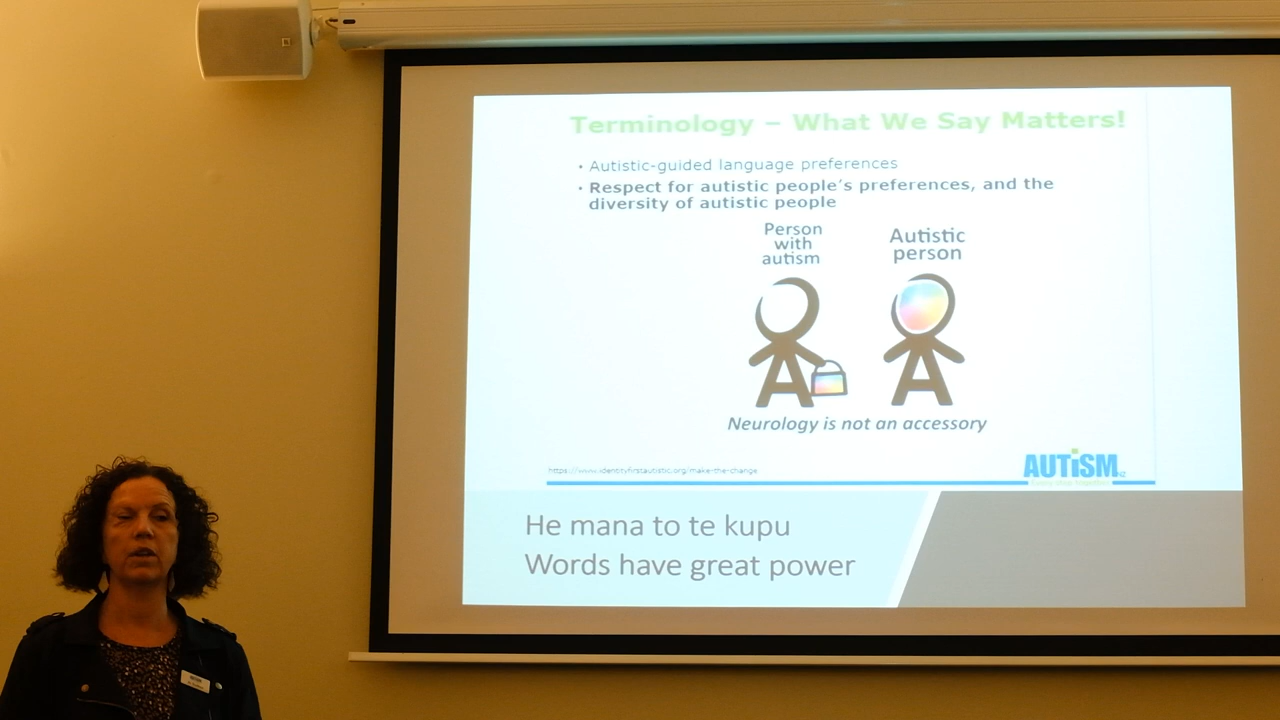 Terminology – What We Say Matters!
• Autistic-guided language preferences
• Respect for autistic people's preferences, and the
diversity of autistic people
Person
with
autism
Autistic
person
Neurology is not an accessory
https://www.identityfirstautistic.org/make-the-change
AUTiSM NZ
He mana to te kupu
Words have great power